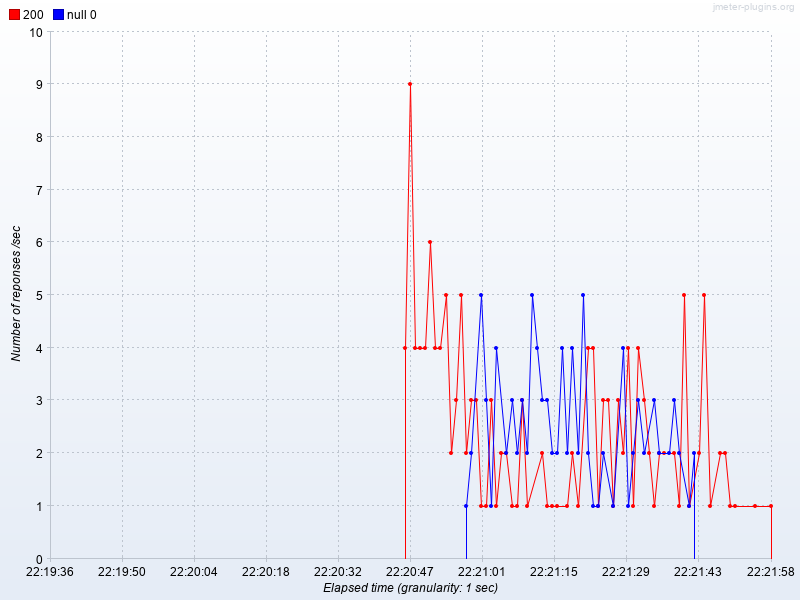 jmeter-plugins.org
200 null 0
10
9
8
7
6
5
4
3
2
1
0
Number of reponses /sec
22:19:36 22:19:50 22:20:04 22:20:18 22:20:32 22:20:47 22:21:01 22:21:15 22:21:29 22:21:43 22:21:58
Elapsed time (granularity: 1 sec)